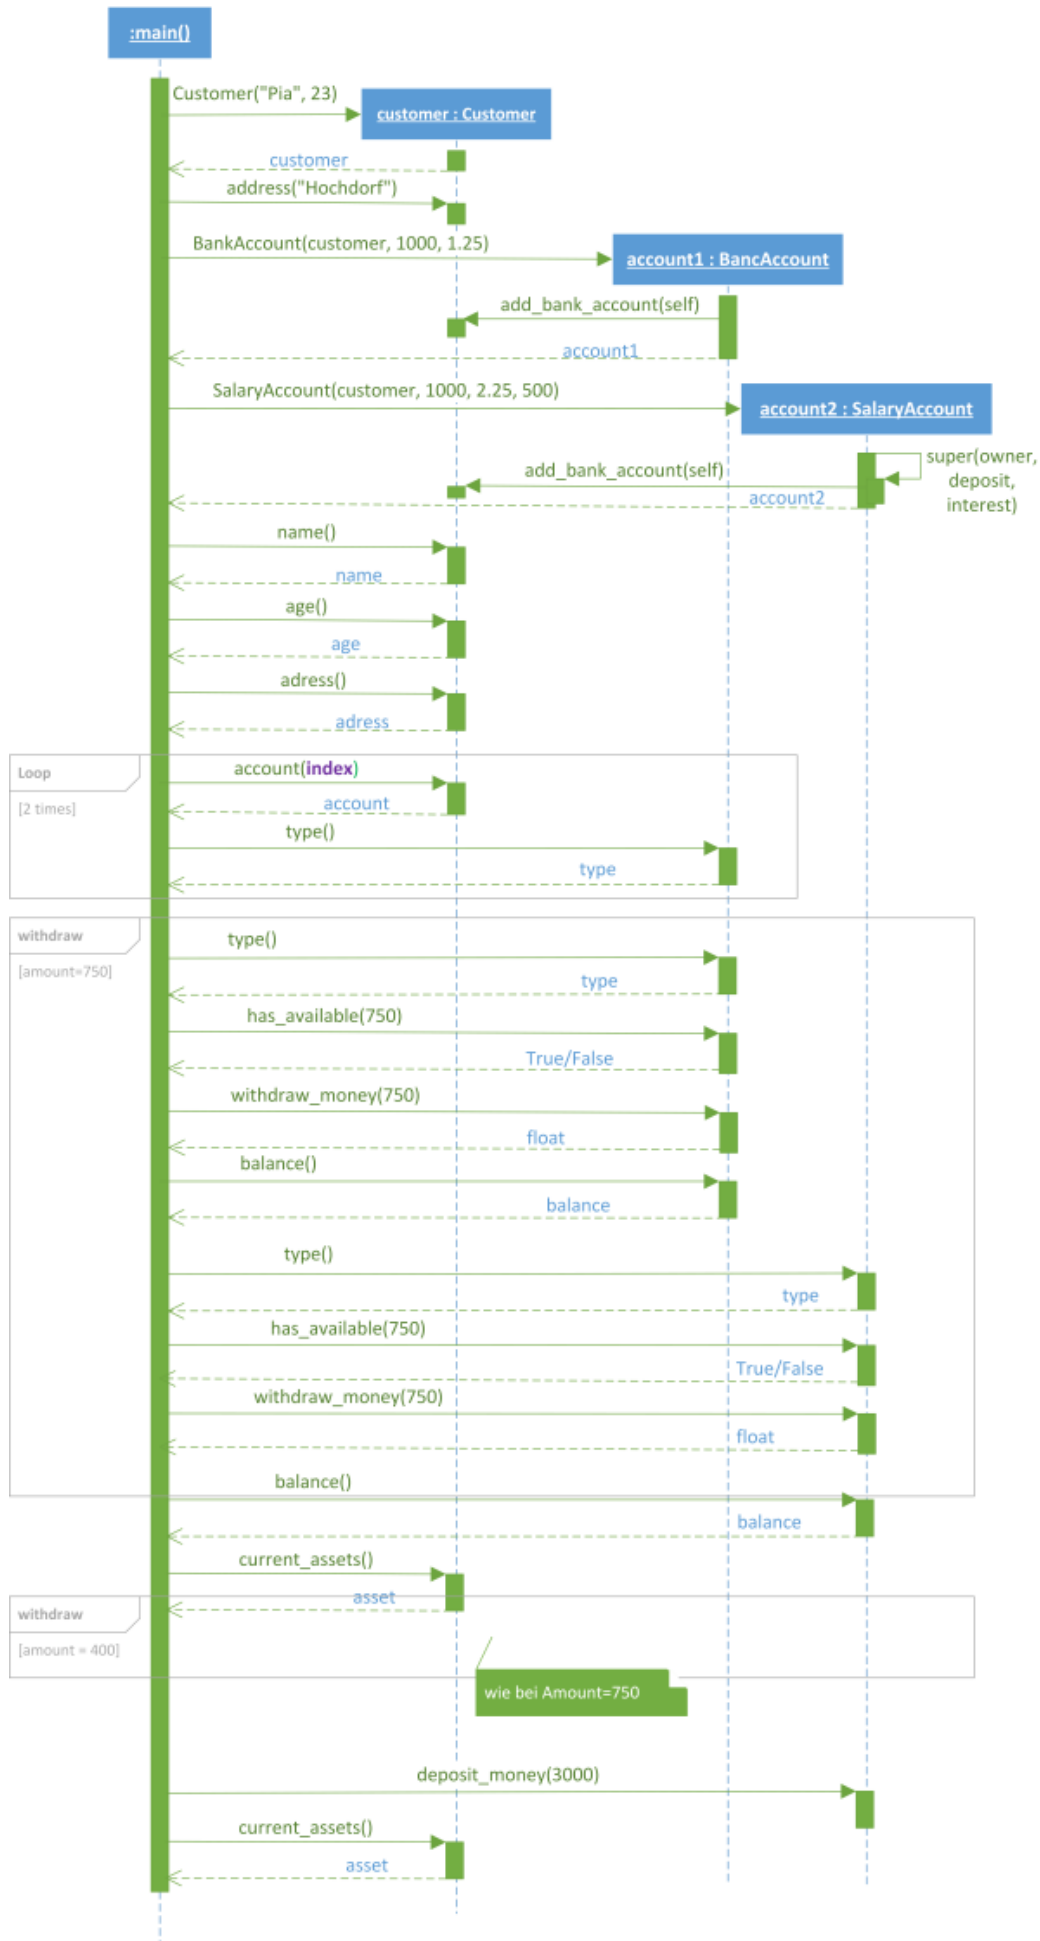 :main()
Customer("Pia", 23)
customer : Customer
customer
address("Hochdorf")
BankAccount(customer, 1000, 1.25)
account1 : BancAccount
add_bank_account(self)
account1
SalaryAccount(customer, 1000, 2.25, 500)
account2 : SalaryAccount
super(owner,
deposit,
interest)
add_bank_account(self)
account2
name()
name
age()
age
adress()
adress
Loop
[2 times]
account(index)
account
type()
type
withdraw
[amount=750]
type()
type
has_available(750)
True/False
withdraw_money(750)
float
balance()
balance
type()
type
has_available(750)
True/False
withdraw_money(750)
float
balance()
balance
current_assets()
asset
withdraw
[amount = 400]
wie bei Amount=750
deposit_money(3000)
current_assets()
asset